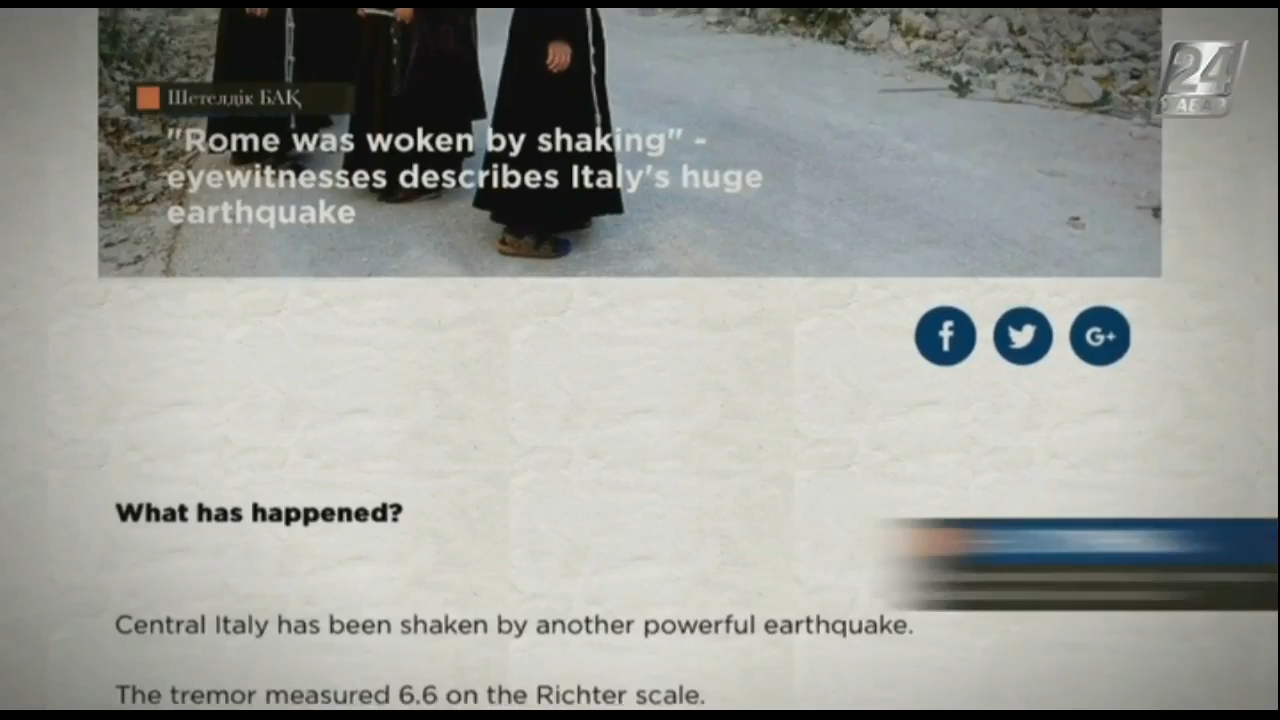 24
ХАБАР
Шетелдік БАҚ
"Rome was woken by shaking" -
eyewitnesses describes Italy's huge
earthquake
f
G+
What has happened?
Central Italy has been shaken by another powerful earthquake.
The tremor measured 6.6 on the Richter scale.